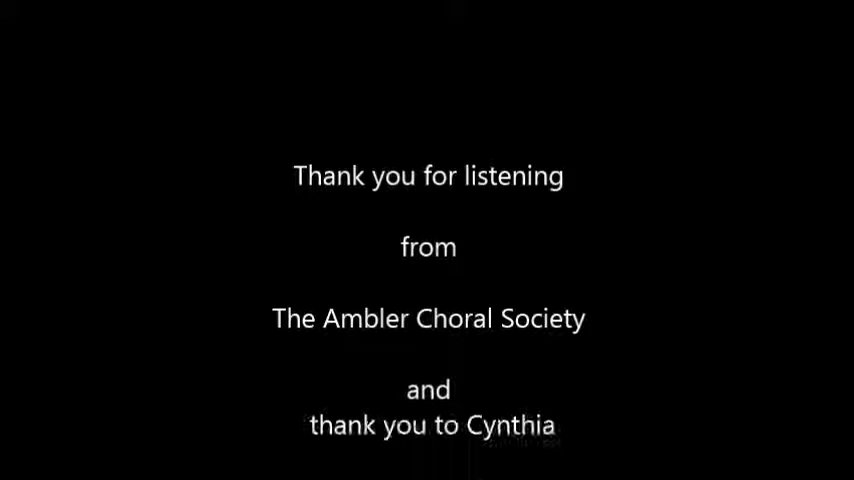 Thank you for listening
from
The Ambler Choral Society
and
thank you to Cynthia